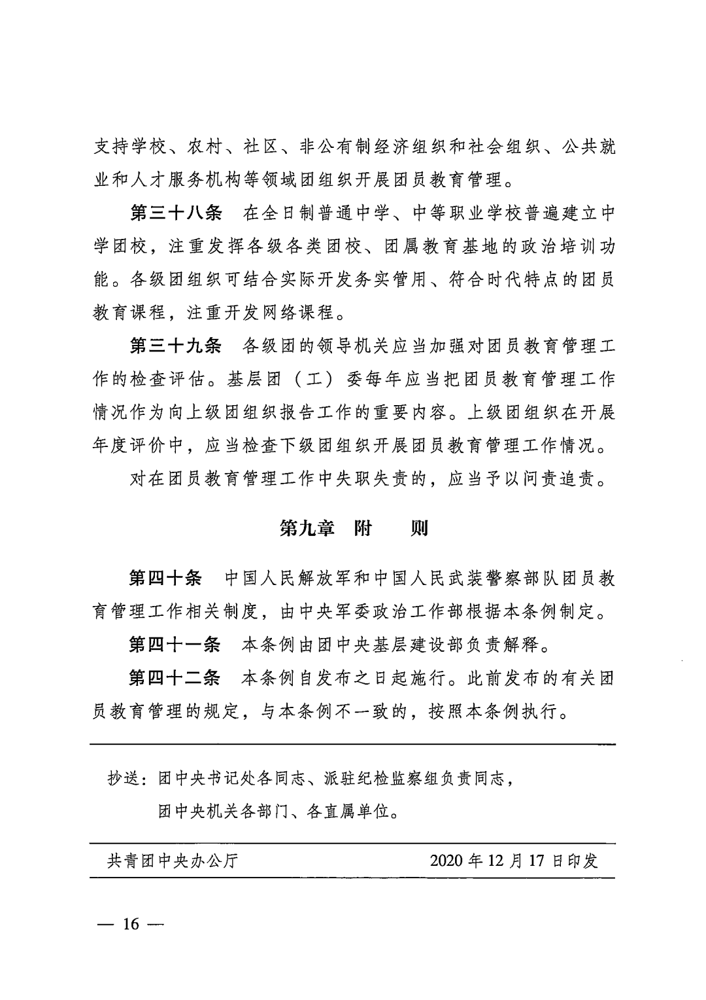 支持学校、农村、社区、非公有制经济组织和社会组织、公共就
业和人才服务机构等领域团组织开展团员教育管理。
第三十八条　在全日制普通中学、中等职业学校普遍建立中
学团校，注重发挥各级各类团校、团属教育基地的政治培训功
能。各级团组织可结合实际开发务实管用、符合时代特点的团员
教育课程，注重开发网络课程。
第三十九条　各级团的领导机关应当加强对团员教育管理工
作的检查评估。基层团（工）委每年应当把团员教育管理工作
情况作为向上级团组织报告工作的重要内容。上级团组织在开展
年度评价中，应当检查下级团组织开展团员教育管理工作情况。
对在团员教育管理工作中失职失责的，应当予以问责追责。
第九章　附　　则
第四十条　中国人民解放军和中国人民武装警察部队团员教
育管理工作相关制度，由中央军委政治工作部根据本条例制定。
第四十一条　本条例由团中央基层建设部负责解释。
第四十二条　本条例自发布之日起施行。此前发布的有关团
员教育管理的规定，与本条例不一致的，按照本条例执行。
抄送：团中央书记处各同志、派驻纪检监察组负责同志，
团中央机关各部门、各直属单位。
共青团中央办公厅　2020 年 12 月 17 日印发
— 16 —